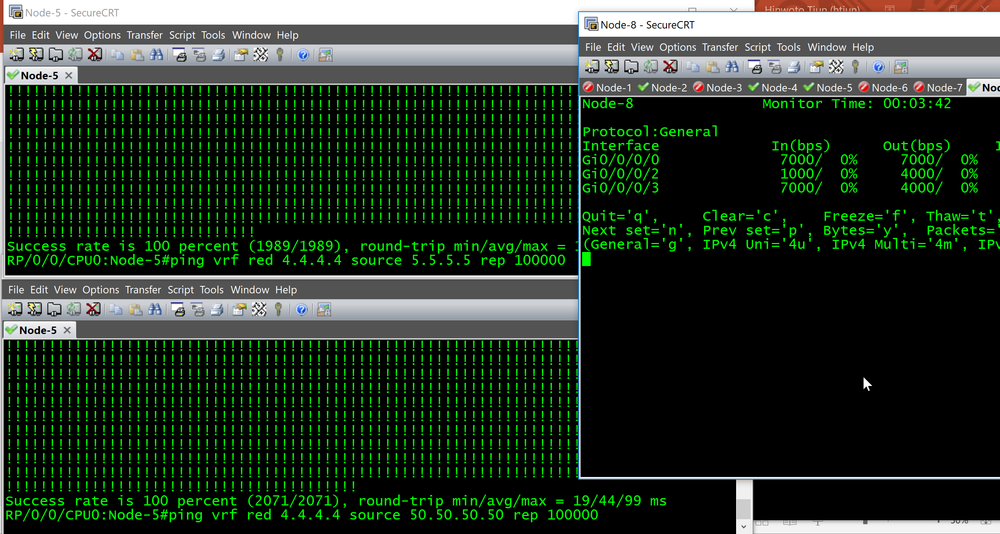 Node-5 - SecureCRT
File Edit View Options Transfer Script Tools Window Help
Node-5
!!!!!!!!!!!!!!!!!!!!!!!!!!!!!!!!!!!!!!!!!!!!!!!!!!!!!!!!!!!!!!!!!!!
!!!!!!!!!!!!!!!!!!!!!!!!!!!!!!!!!!!!!!!!!!!!!!!!!!!!!!!!!!!!!!!!!!!
!!!!!!!!!!!!!!!!!!!!!!!!!!!!!!!!!!!!!!!!!!!!!!!!!!!!!!!!!!!!!!!!!!!
!!!!!!!!!!!!!!!!!!!!!!!!!!!!!!!!!!!!!!!!!!!!!!!!!!!!!!!!!!!!!!!!!!!
!!!!!!!!!!!!!!!!!!!!!!!!!!!!!!!!!!!!!!!!!!!!!!!!!!!!!!!!!!!!!!!!!!!
!!!!!!!!!!!!!!!!!!!!!!!!!!!!!!!!!!!!!!!!!!!!!!!!!!!!!!!!!!!!!!!!!!!
!!!!!!!!!!!!!!!!!!!!!!!!!!!!!!!!!!!!!!!!!!!!!!!!!!!!!!!!!!!!!!!!!!!
!!!!!!!!!!!!!!!!!!!!!!!!!!!!!!!!!!!!!!!!!!!!!!!!!!!!!!!!!!!!!!!!!!!
!!!!!!!!!!!!!!!!!!!!!!!!!!!!!!!!!!!!!!!!!!!!!!!!!!!!!!!!!!!!!!!!!!!
!!!!!!!!!!!!!!!!!!!!!!!!!!!!!!!!!!!!!!!!!!!!!!!!!!!!!!!!!!!!!!!!!!!
!!!!!!!!!!!!!!!!!!!!!!!!!!!!!
Success rate is 100 percent (1989/1989), round-trip min/avg/max =
RP/0/0/CPU0:Node-5#ping vrf red 4.4.4.4 source 5.5.5.5 rep 100000
File Edit View Options Transfer Script Tools Window Help
Node-5
!!!!!!!!!!!!!!!!!!!!!!!!!!!!!!!!!!!!!!!!!!!!!!!!!!!!!!!!!!!!!!!!!!!
!!!!!!!!!!!!!!!!!!!!!!!!!!!!!!!!!!!!!!!!!!!!!!!!!!!!!!!!!!!!!!!!!!!
!!!!!!!!!!!!!!!!!!!!!!!!!!!!!!!!!!!!!!!!!!!!!!!!!!!!!!!!!!!!!!!!!!!
!!!!!!!!!!!!!!!!!!!!!!!!!!!!!!!!!!!!!!!!!!!!!!!!!!!!!!!!!!!!!!!!!!!
!!!!!!!!!!!!!!!!!!!!!!!!!!!!!!!!!!!!!!!!!!!!!!!!!!!!!!!!!!!!!!!!!!!
!!!!!!!!!!!!!!!!!!!!!!!!!!!!!!!!!!!!!!!!!!!!!!!!!!!!!!!!!!!!!!!!!!!
!!!!!!!!!!!!!!!!!!!!!!!!!!!!!!!!!!!!!!!!!!!!!!!!!!!!!!!!!!!!!!!!!!!
!!!!!!!!!!!!!!!!!!!!!!!!!!!!!!!!!!!!!!!!!!!!!!!!!!!!!!!!!!!!!!!!!!!
!!!!!!!!!!!!!!!!!!!!!!!!!!!!!!!!!!!!!!!!!!!!!!!!!!!!!!!!!!!!!!!!!!!
!!!!!!!!!!!!!!!!!!!!!!!!!!!!!!!!!!!!!!!!!!!!!!!!!!!!!!!!!!!!!!!!!!!
!!!!!!!!!!!!!!!!!!!!!!!!!!!!!!!!!!!!!!!!!
Success rate is 100 percent (2071/2071), round-trip min/avg/max = 19/44/99 ms
RP/0/0/CPU0:Node-5#ping vrf red 4.4.4.4 source 50.50.50.50 rep 100000
Hinwoto Tjun (htjun)
Node-8 - SecureCRT
File Edit View Options Transfer Script Tools Window Help
Node-1 Node-2 Node-3 Node-4 Node-5 Node-6 Node-7
Node-8 Monitor Time: 00:03:42
Protocol:General
Interface In(bps) Out(bps)
Gi0/0/0/0 7000/ 0% 7000/ 0%
Gi0/0/0/2 1000/ 0% 4000/ 0%
Gi0/0/0/3 7000/ 0% 4000/ 0%
Quit='q', Clear='c', Freeze='f', Thaw='t',
Next set='n', Prev set='p', Bytes='y', Packets='
(General='g', IPv4 Uni='4u', IPv4 Multi='4m',